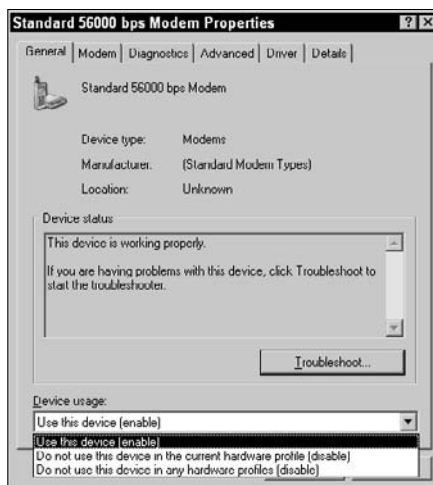 Standard 56000 bps Modem Properties
General Modem Diagnostics Advanced Driver Details
Standard 56000 bps Modem
Device type: Modems
Manufacturer: (Standard Modem Types)
Location: Unknown
Device status
This device is working properly.
If you are having problems with this device, click Troubleshoot to
start the troubleshooter.
Troubleshoot...
Device usage:
Use this device (enable)
Use this device (enable)
Do not use this device in the current hardware profile (disable)
Do not use this device in any hardware profiles (disable)